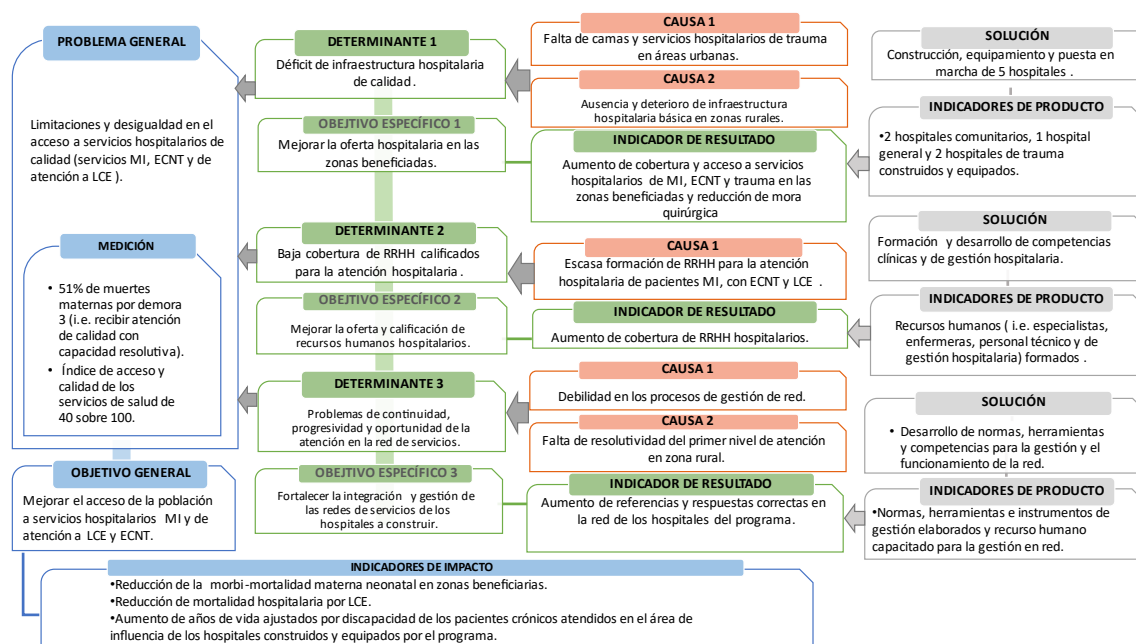 PROBLEMA GENERAL
Limitaciones y desigualdad en el
acceso a servicios hospitalarios de
calidad (servicios MI, ECNT y de
atención a LCE ).
MEDICIÓN
• 51% de muertes
maternas por demora
3 (i.e. recibir atención
de calidad con
capacidad resolutiva).
• Índice de acceso y
calidad de los
servicios de salud de
40 sobre 100.
OBJETIVO GENERAL
Mejorar el acceso de la población
a servicios hospitalarios MI y de
atención a LCE y ECNT.
DETERMINANTE 1
Déficit de infraestructura hospitalaria
de calidad .
OBEJTIVO ESPECÍFICO 1
Mejorar la oferta hospitalaria en las
zonas beneficiadas.
DETERMINANTE 2
Baja cobertura de RRHH calificados
para la atención hospitalaria .
OBJETIVO ESPECÍFICO 2
Mejorar la oferta y calificación de
recursos humanos hospitalarios.
DETERMINANTE 3
Problemas de continuidad,
progresividad y oportunidad de la
atención en la red de servicios.
OBJETIVO ESPECÍFICO 3
Fortalecer la integración y gestión de
las redes de servicios de los
hospitales a construir.
CAUSA 1
Falta de camas y servicios hospitalarios de trauma
en áreas urbanas.
CAUSA 2
Ausencia y deterioro de infraestructura
hospitalaria básica en zonas rurales.
INDICADOR DE RESULTADO
Aumento de cobertura y acceso a servicios
hospitalarios de MI, ECNT y trauma en las
zonas beneficiadas y reducción de mora
quirúrgica
CAUSA 1
Escasa formación de RRHH para la atención
hospitalaria de pacientes MI, con ECNT y LCE .
INDICADOR DE RESULTADO
Aumento de cobertura de RRHH hospitalarios.
CAUSA 1
Debilidad en los procesos de gestión de red.
CAUSA 2
Falta de resolutividad del primer nivel de atención
en zona rural.
INDICADOR DE RESULTADO
Aumento de referencias y respuestas correctas en
la red de los hospitales del programa.
SOLUCIÓN
Construcción, equipamiento y puesta en
marcha de 5 hospitales .
INDICADORES DE PRODUCTO
•2 hospitales comunitarios, 1 hospital
general y 2 hospitales de trauma
construidos y equipados.
SOLUCIÓN
Formación y desarrollo de competencias
clínicas y de gestión hospitalaria.
INDICADORES DE PRODUCTO
Recursos humanos ( i.e. especialistas,
enfermeras, personal técnico y de
gestión hospitalaria) formados .
SOLUCIÓN
• Desarrollo de normas, herramientas
y competencias para la gestión y el
funcionamiento de la red.
INDICADORES DE PRODUCTO
•Normas, herramientas e instrumentos de
gestión elaborados y recurso humano
capacitado para la gestión en red.
INDICADORES DE IMPACTO
•Reducción de la morbi-mortalidad materna neonatal en zonas beneficiarias.
•Reducción de mortalidad hospitalaria por LCE.
•Aumento de años de vida ajustados por discapacidad de los pacientes crónicos atendidos en el área de
influencia de los hospitales construidos y equipados por el programa.